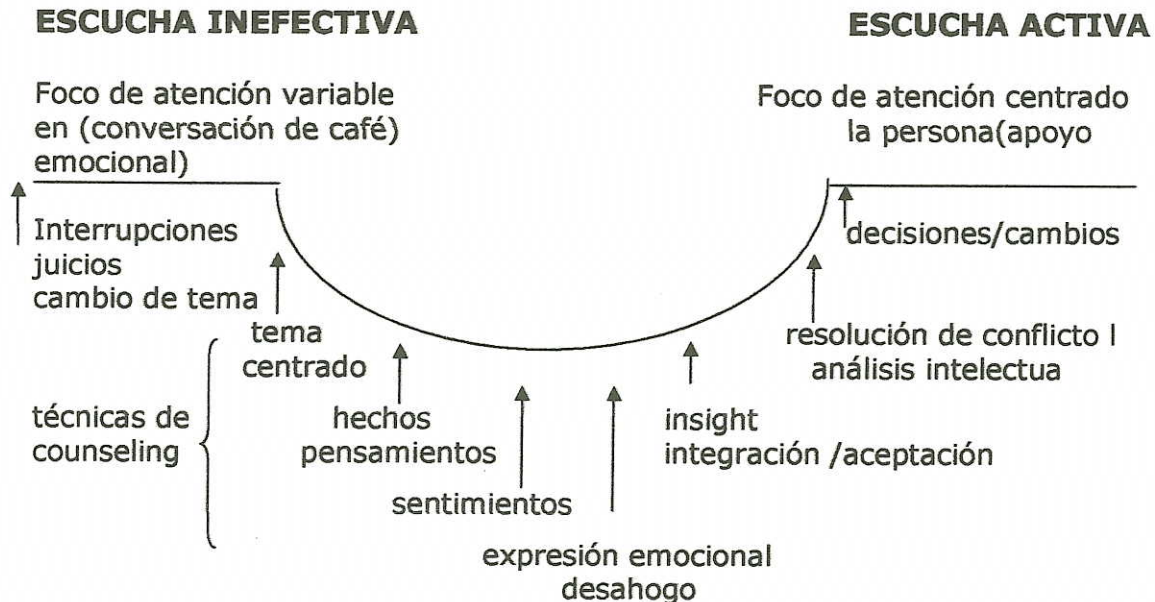 ESCUCHA INEFECTIVA
ESCUCHA ACTIVA
Foco de atención variable
en (conversación de café)
emocional)
Foco de atención centrado
la persona(apoyo
Interrupciones
juicios
cambio de tema
decisiones/cambios
tema
centrado
resolución de conflicto l
análisis intelectua
técnicas de
counseling
hechos
pensamientos
insight
integración /aceptación
sentimientos
expresión emocional
desahogo